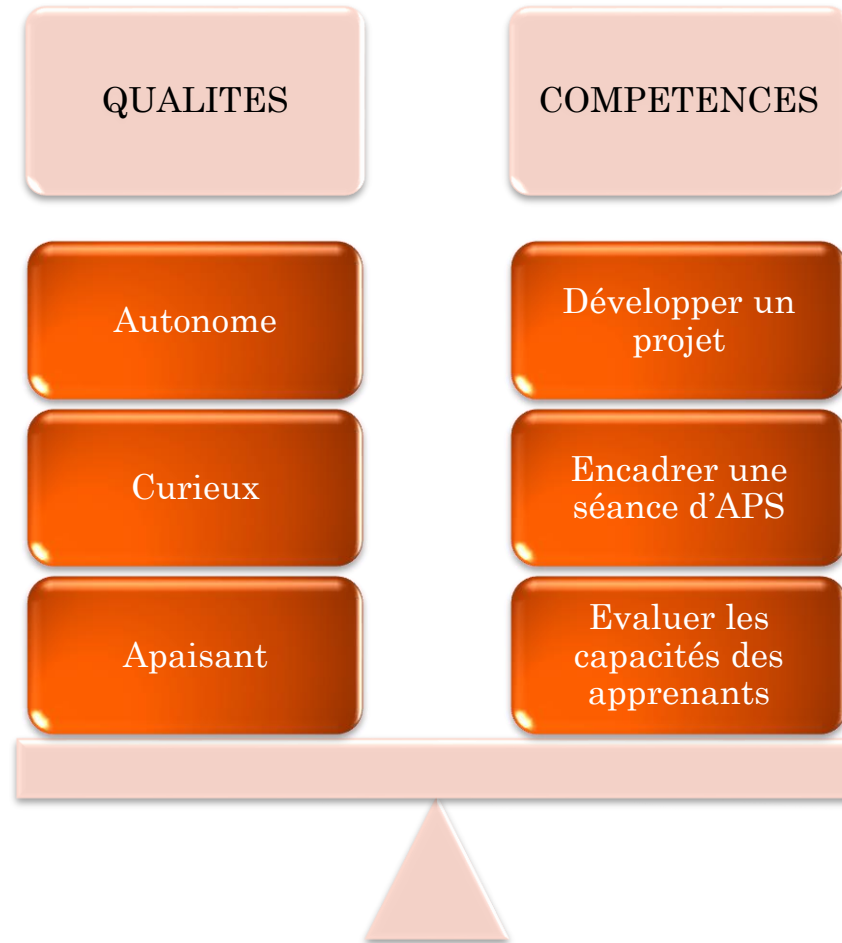 QUALITES
COMPETENCES
Autonome
Développer un
projet
Curieux
Encadrer une
séance d’APS
Apaisant
Evaluer les
capacités des
apprenants